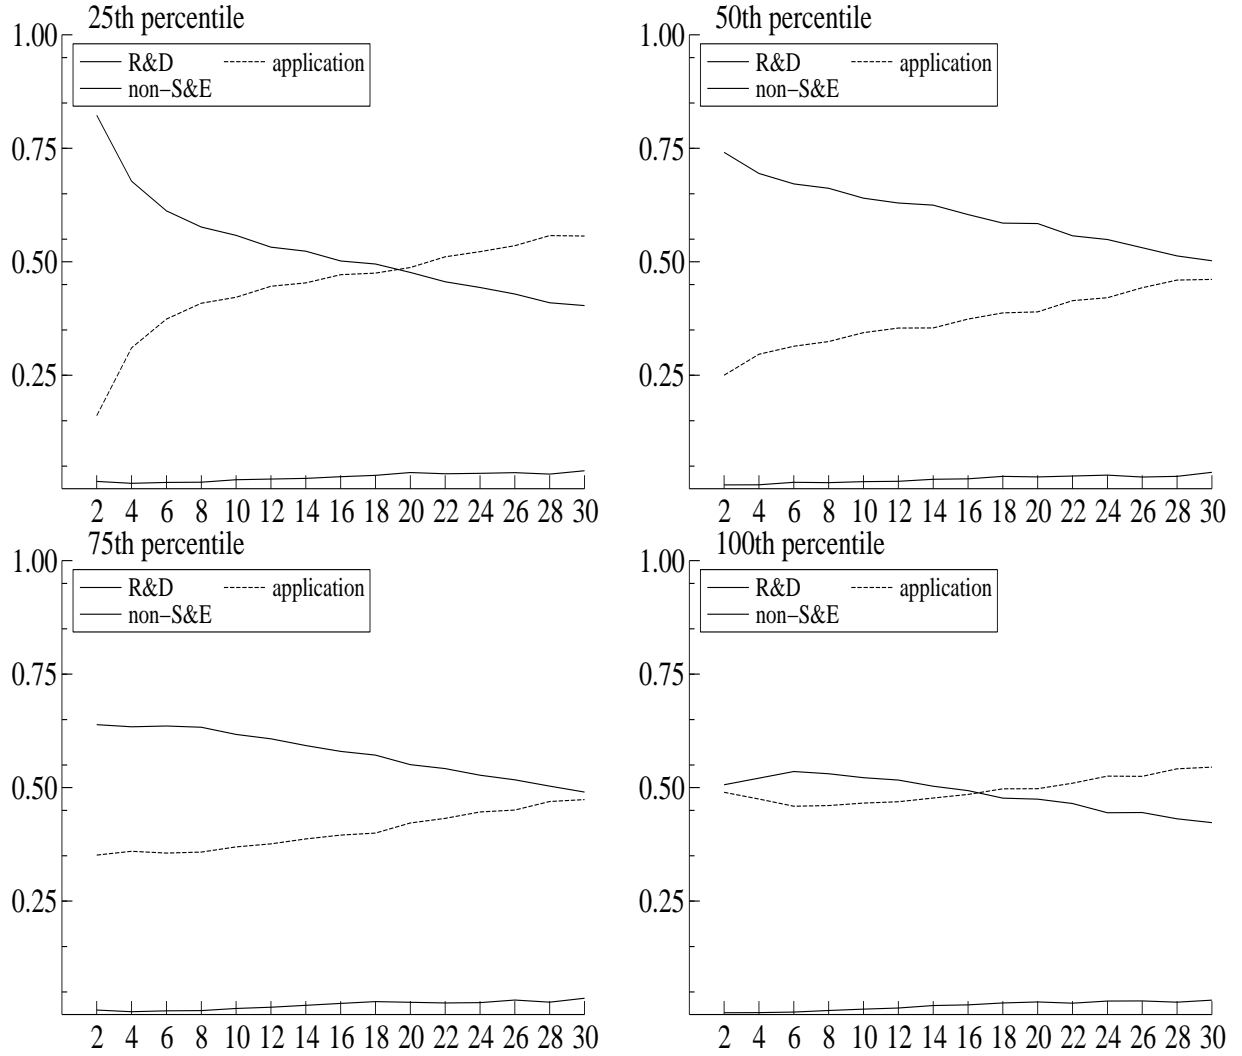 25th percentile
1.00
R&D
application
non-S&E
0.75
0.50
0.25
2 4 6 8 10 12 14 16 18 20 22 24 26 28 30
50th percentile
1.00
R&D
application
non-S&E
0.75
0.50
0.25
2 4 6 8 10 12 14 16 18 20 22 24 26 28 30
75th percentile
1.00
R&D
application
non-S&E
0.75
0.50
0.25
2 4 6 8 10 12 14 16 18 20 22 24 26 28 30
100th percentile
1.00
R&D
application
non-S&E
0.75
0.50
0.25
2 4 6 8 10 12 14 16 18 20 22 24 26 28 30